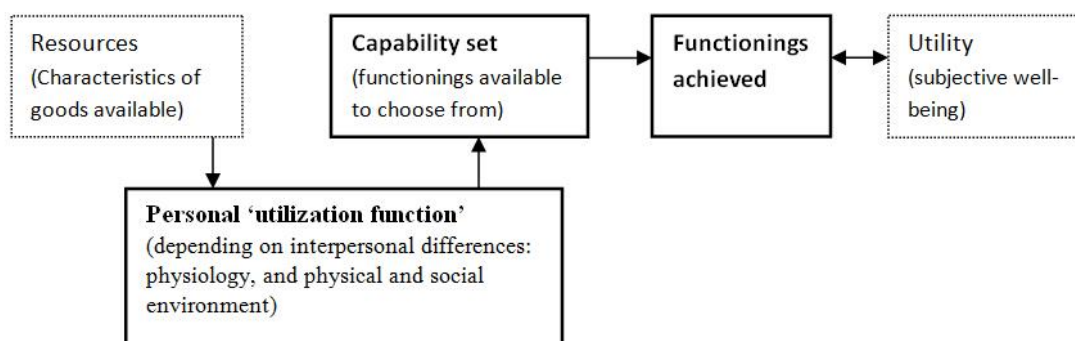 Resources
(Characteristics of
goods available)
Capability set
(functionings available
to choose from)
Functionings
achieved
Utility
(subjective well-
being)
Personal ‘utilization function’
(depending on interpersonal differences:
physiology, and physical and social
environment)